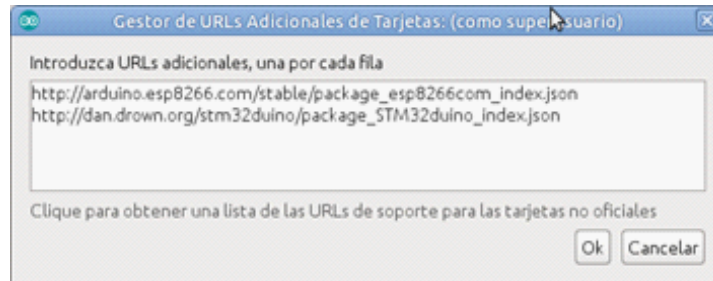 Gestor de URLs Adicionales de Tarjetas: (como superusuario)
Introduzca URLs adicionales, una por cada fila
http://arduino.esp8266.com/stable/package_esp8266com_index.json
http://dan.drown.org/stm32duino/package_STM32duino_index.json
Clique para obtener una lista de las URLs de soporte para las tarjetas no oficiales
Ok Cancelar